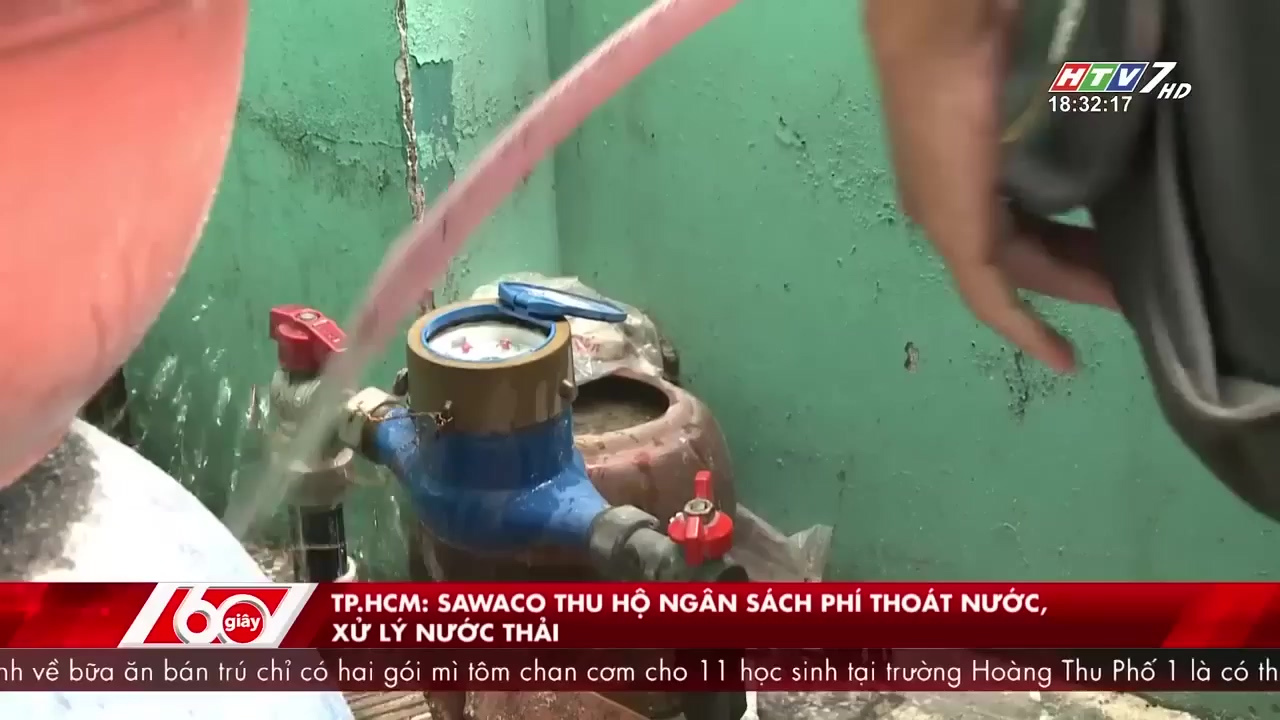 HTV7 HD
18:32:17
60 giây
TP.HCM: SAWACO THU HỘ NGÂN SÁCH PHÍ THOÁT NƯỚC,
XỬ LÝ NƯỚC THẢI
nh về bữa ăn bán trú chỉ có hai gói mì tôm chan cơm cho 11 học sinh tại trường Hoàng Thu Phố 1 là có th